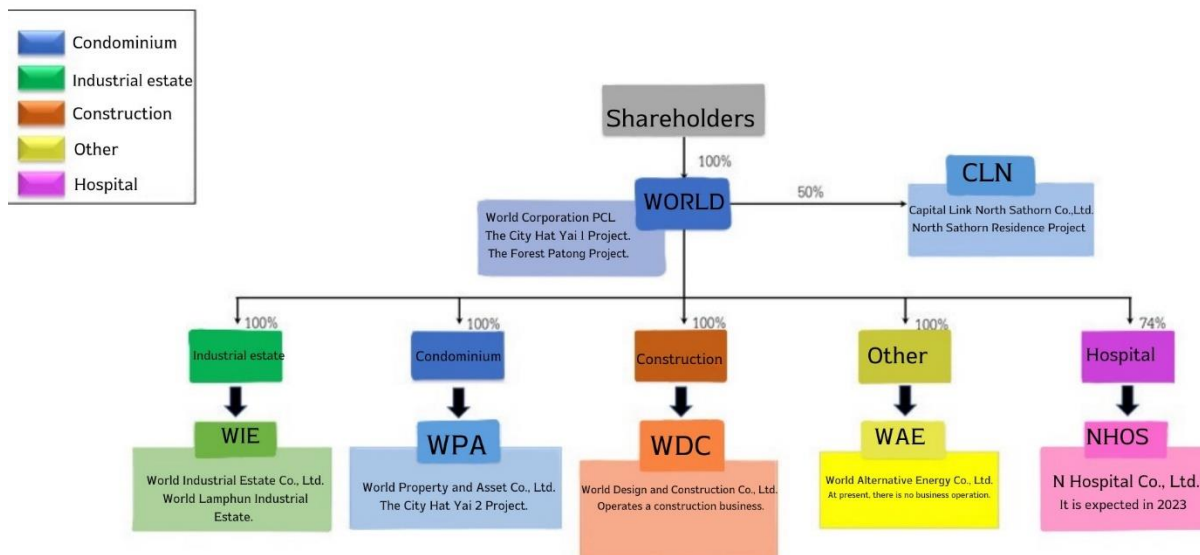 Condominium
Industrial estate
Construction
Other
Hospital
Shareholders
100%
WORLD
50%
CLN
World Corporation PCL
The City Hat Yai I Project.
The Forest Patong Project.
Capital Link North Sathorn Co.,Ltd.
North Sathorn Residence Project
100%
100%
100%
100%
74%
Industrial estate
Condominium
Construction
Other
Hospital
WIE
WPA
WDC
WAE
NHOS
World Industrial Estate Co., Ltd.
World Lamphun Industrial
Estate.
World Property and Asset Co., Ltd.
The City Hat Yai 2 Project.
World Design and Construction Co., Ltd.
Operates a construction business.
World Alternative Energy Co., Ltd.
At present, there is no business operation.
N Hospital Co., Ltd.
It is expected in 2023